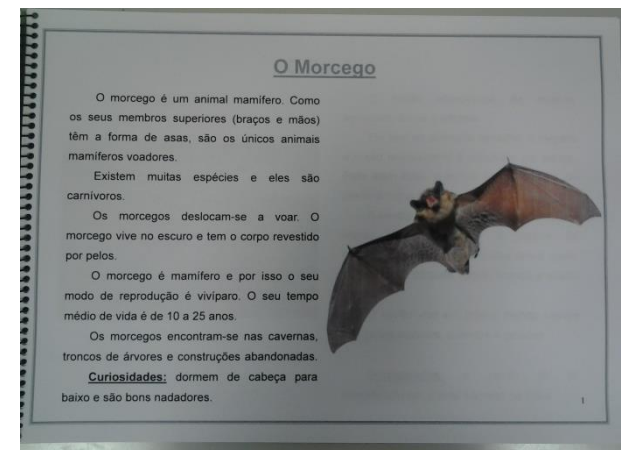 O Morcego
O morcego é um animal mamífero. Como
os seus membros superiores (braços e mãos)
têm a forma de asas, são os únicos animais
mamíferos voadores.
Existem muitas espécies e eles são
carnívoros.
Os morcegos deslocam-se a voar. O
morcego vive no escuro e tem o corpo revestido
por pelos.
O morcego é mamífero e por isso o seu
modo de reprodução é vivíparo. O seu tempo
médio de vida é de 10 a 25 anos.
Os morcegos encontram-se nas cavernas,
troncos de árvores e construções abandonadas.
Curiosidades: dormem de cabeça para
baixo e são bons nadadores.
1